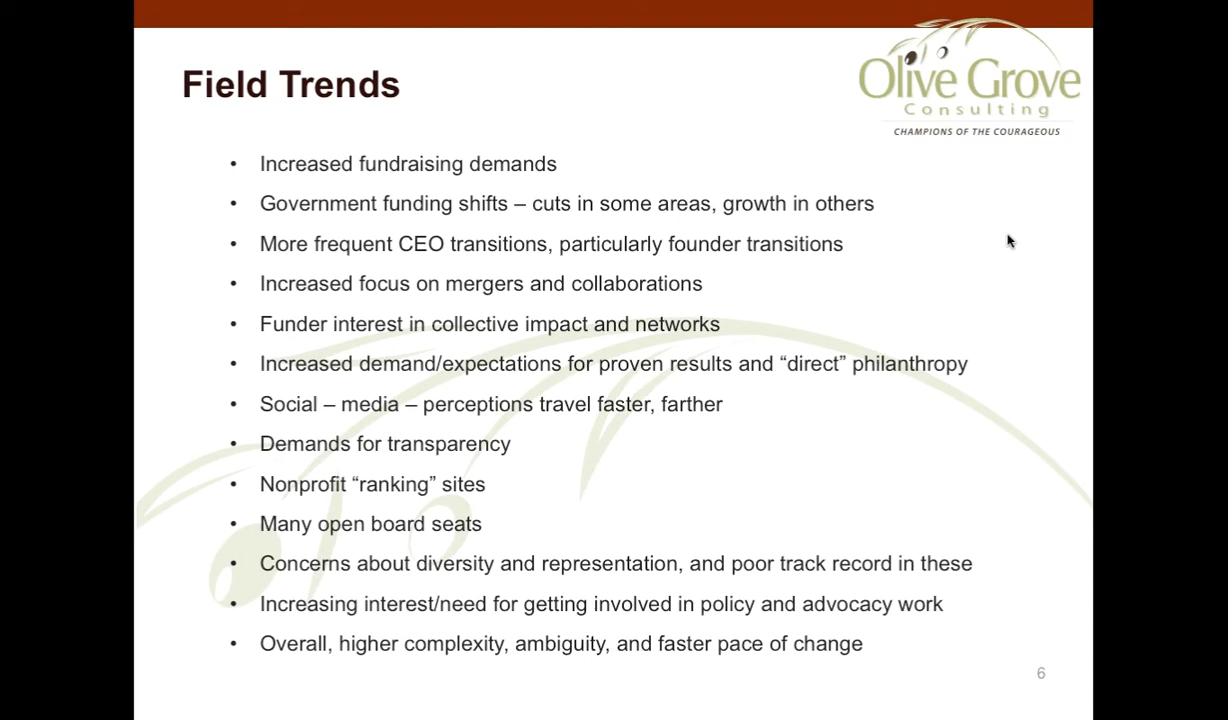 Field Trends
Olive Grove
Consulting
CHAMPIONS OF THE COURAGEOUS
• Increased fundraising demands
• Government funding shifts – cuts in some areas, growth in others
• More frequent CEO transitions, particularly founder transitions
• Increased focus on mergers and collaborations
• Funder interest in collective impact and networks
• Increased demand/expectations for proven results and “direct” philanthropy
• Social – media – perceptions travel faster, farther
• Demands for transparency
• Nonprofit “ranking” sites
• Many open board seats
• Concerns about diversity and representation, and poor track record in these
• Increasing interest/need for getting involved in policy and advocacy work
• Overall, higher complexity, ambiguity, and faster pace of change
6